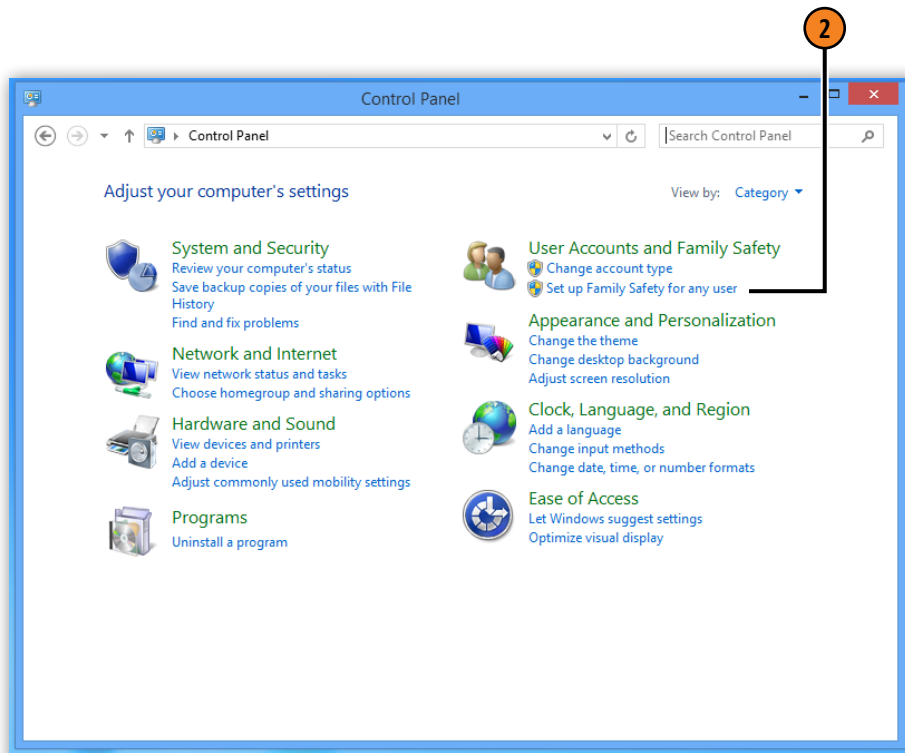 2
Control Panel
Control Panel
Search Control Panel
Adjust your computer's settings
View by: Category
System and Security
Review your computer's status
Save backup copies of your files with File
History
Find and fix problems
Network and Internet
View network status and tasks
Choose homegroup and sharing options
Hardware and Sound
View devices and printers
Add a device
Adjust commonly used mobility settings
Programs
Uninstall a program
User Accounts and Family Safety
Change account type
Set up Family Safety for any user
Appearance and Personalization
Change the theme
Change desktop background
Adjust screen resolution
Clock, Language, and Region
Add a language
Change input methods
Change date, time, or number formats
Ease of Access
Let Windows suggest settings
Optimize visual display